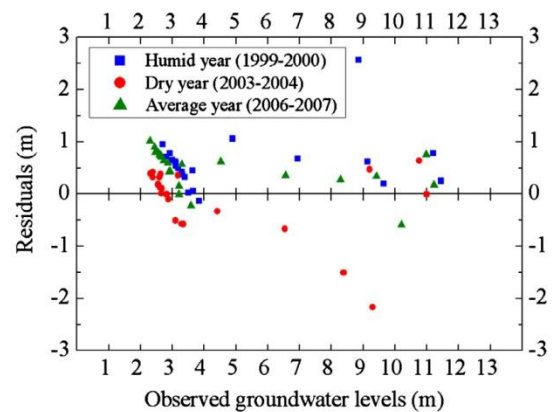 1 2 3 4 5 6 7 8 9 10 11 12 13
3 3
Humid year (1999-2000)
Dry year (2003-2004)
Average year (2006-2007)
2 2
1 1
0 0
-1 -1
-2 -2
-3 -3
Residuals (m)
1 2 3 4 5 6 7 8 9 10 11 12 13
Observed groundwater levels (m)